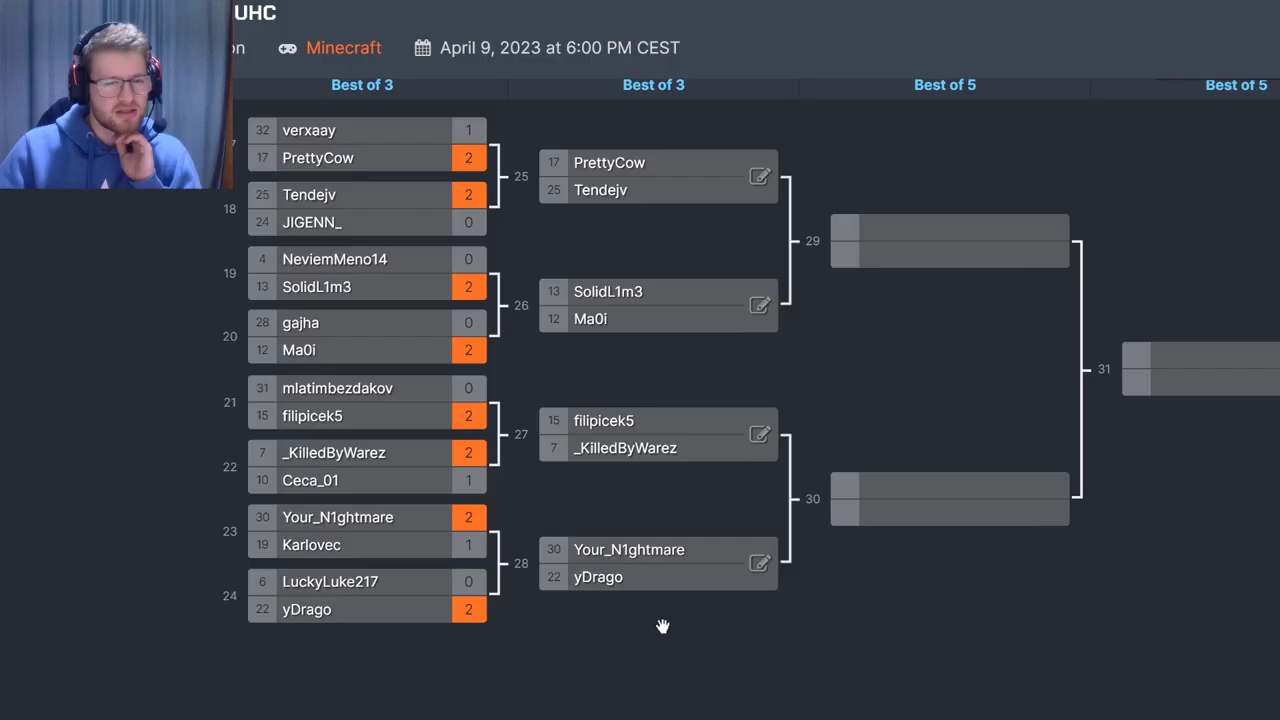 UHC
on Minecraft April 9, 2023 at 6:00 PM CEST
Best of 3 Best of 3 Best of 5 Best of 5
7
32 verxaay 1
17 PrettyCow 2
18
25 Tendejv 2
24 JIGENN_ 0
19
4 NeviemMeno14 0
13 SolidL1m3 2
20
28 gajha 0
12 Ma0i 2
21
31 mlatimbezdakov 0
15 filipicek5 2
22
7 _KilledByWarez 2
10 Ceca_01 1
23
30 Your_N1ghtmare 2
19 Karlovec 1
24
6 LuckyLuke217 0
22 yDrago 2
25
17 PrettyCow
25 Tendejv
26
13 SolidL1m3
12 Ma0i
27
15 filipicek5
7 _KilledByWarez
28
30 Your_N1ghtmare
22 yDrago
29
30
31